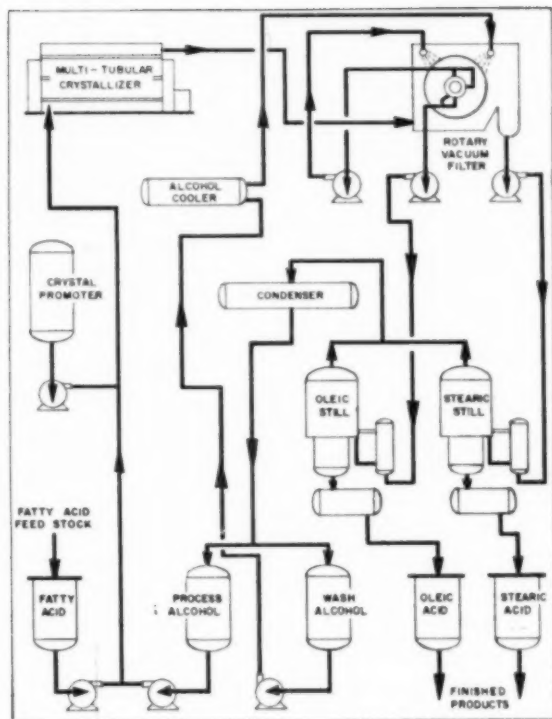 MULTI-TUBULAR
CRYSTALLIZER
ROTARY
VACUUM
FILTER
ALCOHOL
COOLER
CRYSTAL
PROMOTER
CONDENSER
OLEIC
STILL
STEARIC
STILL
FATTY ACID
FEED STOCK
FATTY
ACID
PROCESS
ALCOHOL
WASH
ALCOHOL
OLEIC
ACID
STEARIC
ACID
FINISHED
PRODUCTS